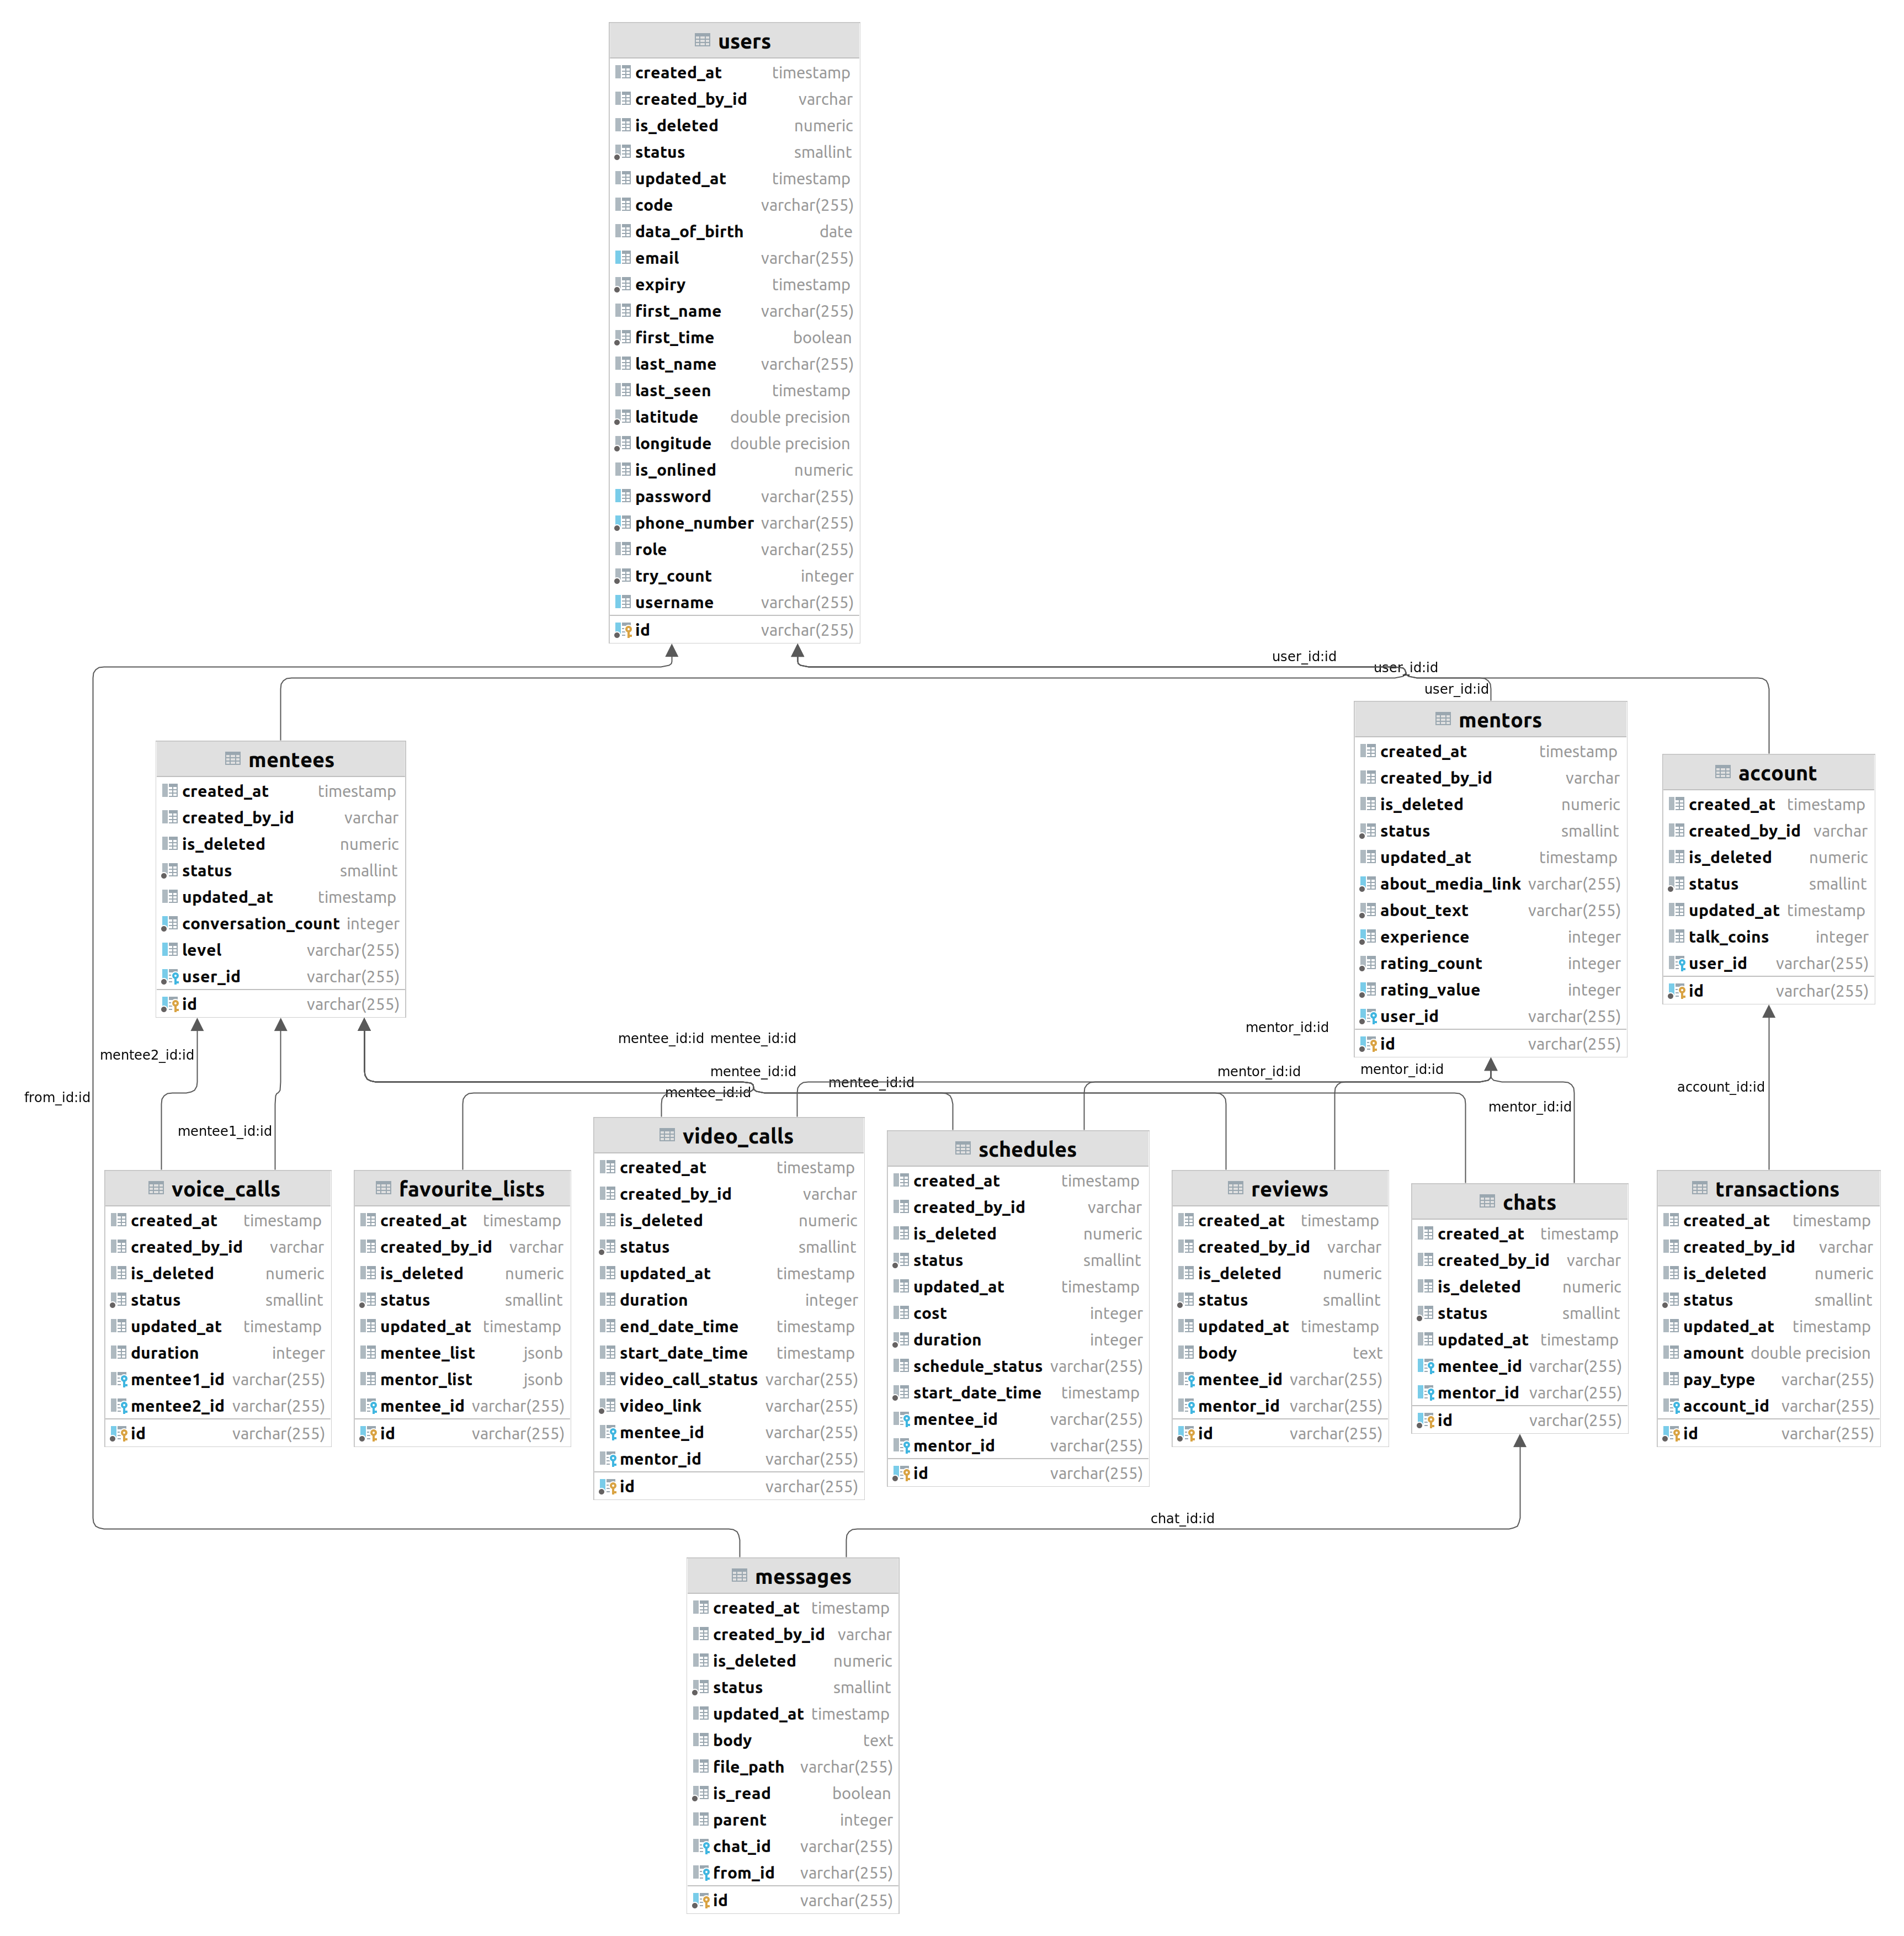 users
created_at timestamp
created_by_id varchar
is_deleted numeric
status smallint
updated_at timestamp
code varchar(255)
data_of_birth date
email varchar(255)
expiry timestamp
first_name varchar(255)
first_time boolean
last_name varchar(255)
last_seen timestamp
latitude double precision
longitude double precision
is_onlined numeric
password varchar(255)
phone_number varchar(255)
role varchar(255)
try_count integer
username varchar(255)
id varchar(255)
user_id:id
user_id:id
user_id:id
mentees
created_at timestamp
created_by_id varchar
is_deleted numeric
status smallint
updated_at timestamp
conversation_count integer
level varchar(255)
user_id varchar(255)
id varchar(255)
mentors
created_at timestamp
created_by_id varchar
is_deleted numeric
status smallint
updated_at timestamp
about_media_link varchar(255)
about_text varchar(255)
experience integer
rating_count integer
rating_value integer
user_id varchar(255)
id varchar(255)
account
created_at timestamp
created_by_id varchar
is_deleted numeric
status smallint
updated_at timestamp
talk_coins integer
user_id varchar(255)
id varchar(255)
mentee_id:id mentee_id:id
mentor_id:id
mentee2_id:id
mentee_id:id
mentor_id:id
mentor_id:id
mentee_id:id
mentee_id:id
account_id:id
from_id:id
mentor_id:id
mentee1_id:id
voice_calls
created_at timestamp
created_by_id varchar
is_deleted numeric
status smallint
updated_at timestamp
duration integer
mentee1_id varchar(255)
mentee2_id varchar(255)
id varchar(255)
favourite_lists
created_at timestamp
created_by_id varchar
is_deleted numeric
status smallint
updated_at timestamp
mentee_list jsonb
mentor_list jsonb
mentee_id varchar(255)
id varchar(255)
video_calls
created_at timestamp
created_by_id varchar
is_deleted numeric
status smallint
updated_at timestamp
duration integer
end_date_time timestamp
start_date_time timestamp
video_call_status varchar(255)
video_link varchar(255)
mentee_id varchar(255)
mentor_id varchar(255)
id varchar(255)
schedules
created_at timestamp
created_by_id varchar
is_deleted numeric
status smallint
updated_at timestamp
cost integer
duration integer
schedule_status varchar(255)
start_date_time timestamp
mentee_id varchar(255)
mentor_id varchar(255)
id varchar(255)
reviews
created_at timestamp
created_by_id varchar
is_deleted numeric
status smallint
updated_at timestamp
body text
mentee_id varchar(255)
mentor_id varchar(255)
id varchar(255)
chats
created_at timestamp
created_by_id varchar
is_deleted numeric
status smallint
updated_at timestamp
mentee_id varchar(255)
mentor_id varchar(255)
id varchar(255)
transactions
created_at timestamp
created_by_id varchar
is_deleted numeric
status smallint
updated_at timestamp
amount double precision
pay_type varchar(255)
account_id varchar(255)
id varchar(255)
chat_id:id
messages
created_at timestamp
created_by_id varchar
is_deleted numeric
status smallint
updated_at timestamp
body text
file_path varchar(255)
is_read boolean
parent integer
chat_id varchar(255)
from_id varchar(255)
id varchar(255)